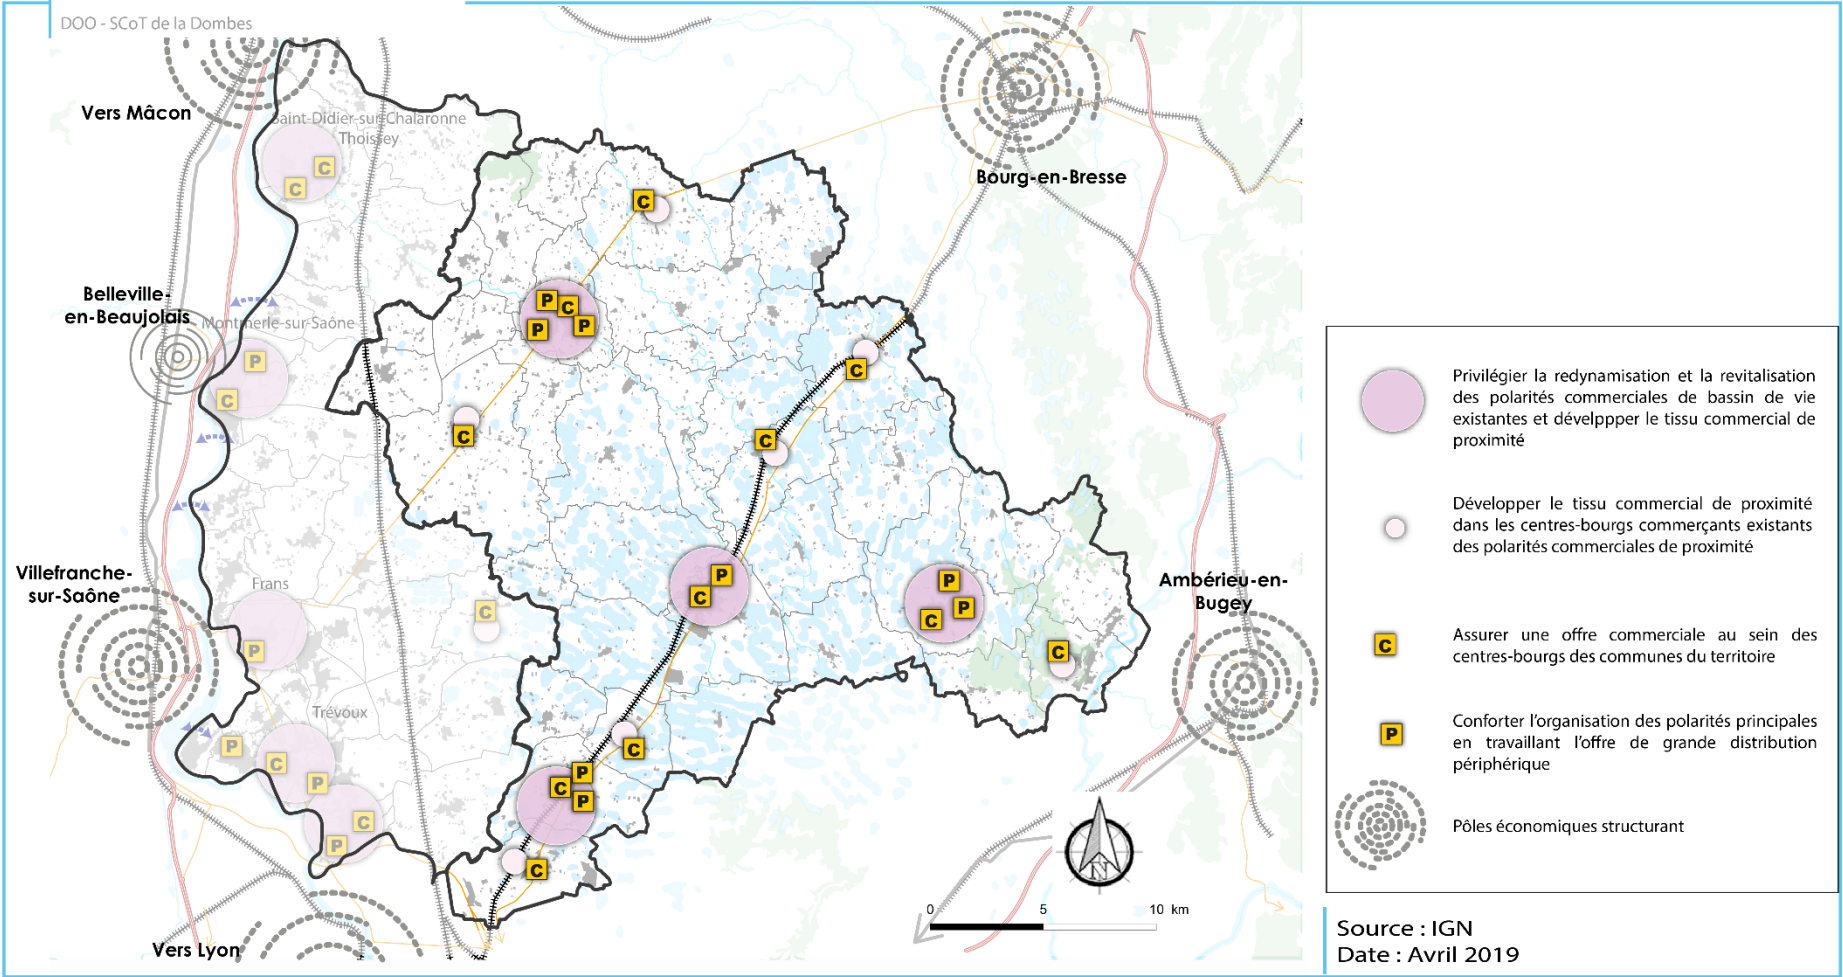 DOO - SCoT de la Dombes
Vers Mâcon
Saint-Didier-sur-Chalaronne
Thoissey
Bourg-en-Bresse
Belleville-
en-Beaujolais
Montmerle-sur-Saône
Villefranche-
sur-Saône
Frans
Ambérieu-en-
Bugey
Trévoux
Vers Lyon
C
C
C
P
C
P
P
P
C
C
C
C
P
C
P
P
C
C
C
P
P
C
P
C
P
C
P
C
P
P
C
C
N
0 5 10 km
Privilégier la redynamisation et la revitalisation
des polarités commerciales de bassin de vie
existantes et dévelppper le tissu commercial de
proximité
Développer le tissu commercial de proximité
dans les centres-bourgs commerçants existants
des polarités commerciales de proximité
C
Assurer une offre commerciale au sein des
centres-bourgs des communes du territoire
P
Conforter l'organisation des polarités principales
en travaillant l'offre de grande distribution
périphérique
Pôles économiques structurant
Source : IGN
Date : Avril 2019